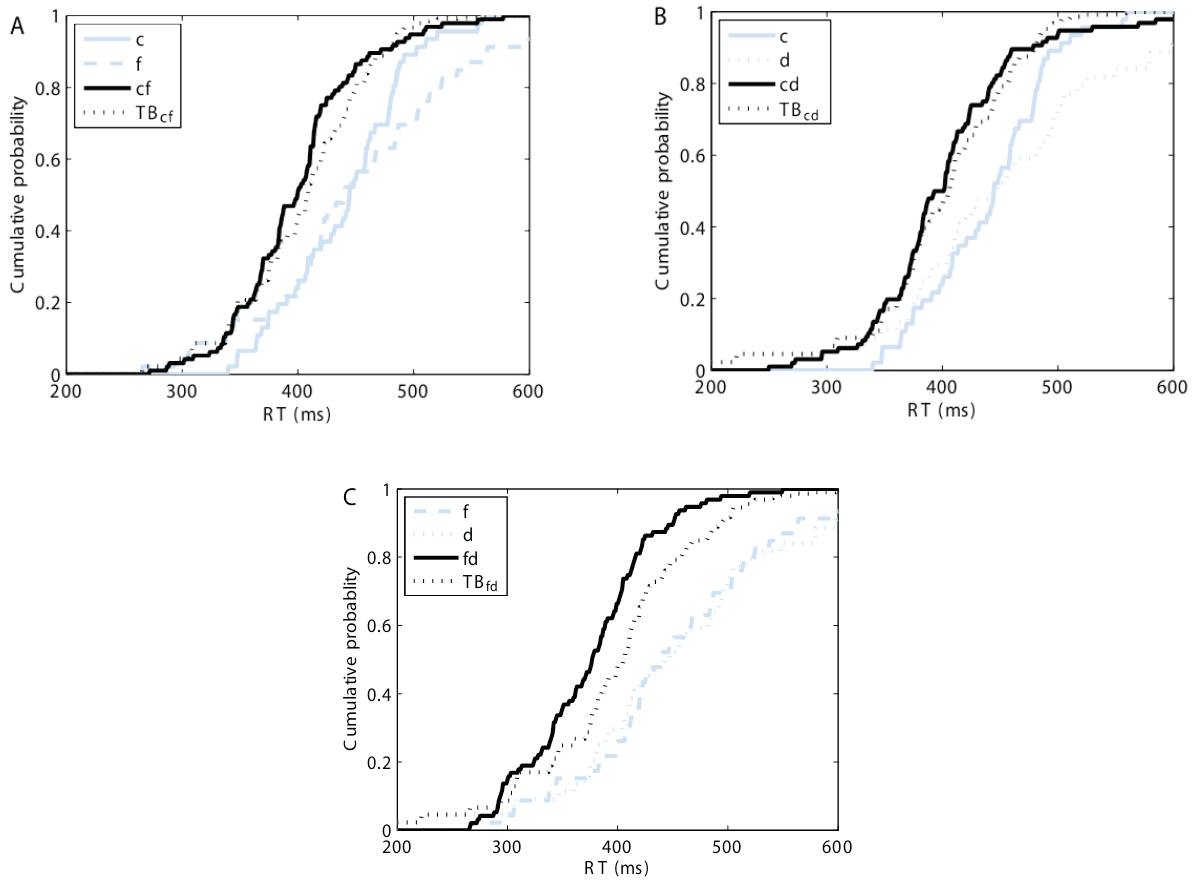 A
c
f
cf
TBcf
Cumulative probability
1
0.8
0.6
0.4
0.2
0
200 300 400 500 600
RT (ms)
B
c
d
cd
TBcd
Cumulative probability
1
0.8
0.6
0.4
0.2
0
200 300 400 500 600
RT (ms)
C
f
d
fd
TBfd
Cumulative probablity
1
0.8
0.6
0.4
0.2
0
200 300 400 500 600
RT (ms)